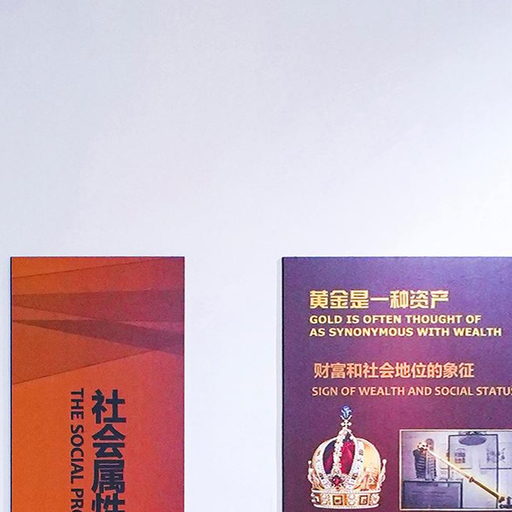 社会属性
THE SOCIAL
黄金是一种资产
GOLD IS OFTEN THOUGHT OF
AS SYNONYMOUS WITH WEALTH
财富和社会地位的象征
SIGN OF WEALTH AND SOCIAL STATUS